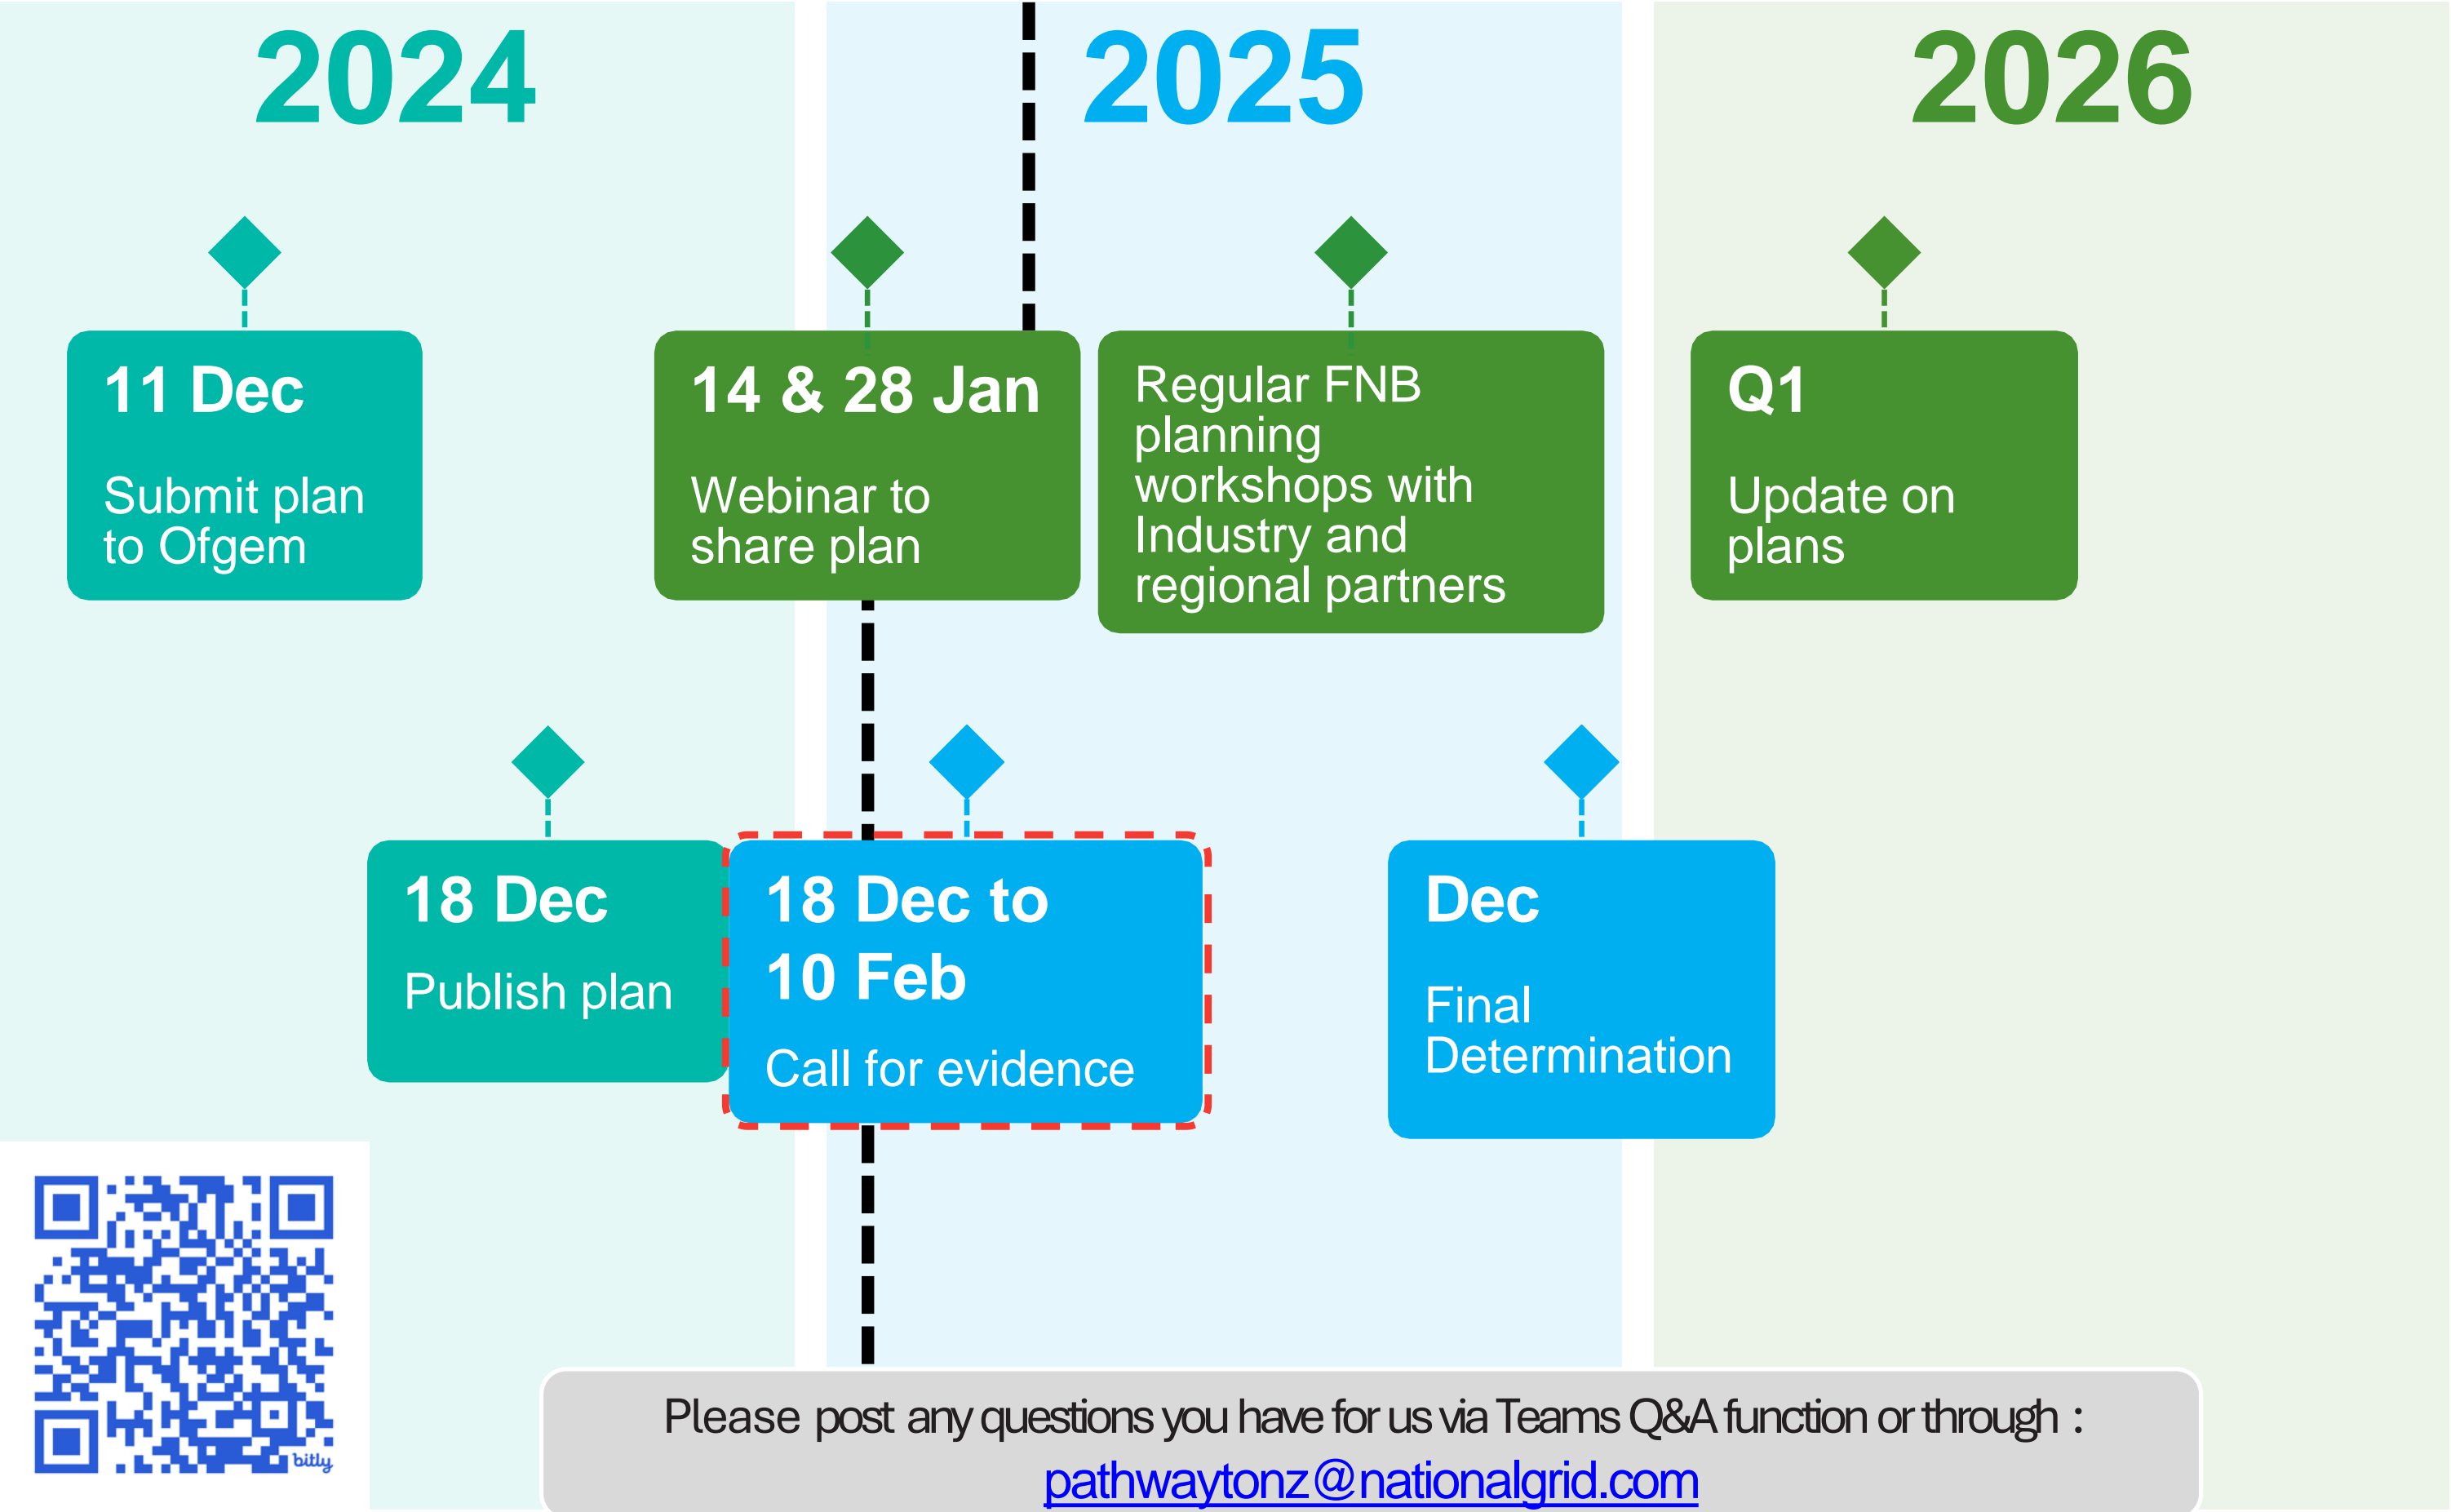 2024
2025
2026
11 Dec
Submit plan
to Ofgem
14 & 28 Jan
Webinar to
share plan
Regular FNB
planning
workshops with
Industry and
regional partners
Q1
Update on
plans
18 Dec
Publish plan
18 Dec to
10 Feb
Call for evidence
Dec
Final
Determination
bitly
Please post any questions you have for us via Teams Q&A function or through :
pathwaytonz@nationalgrid.com